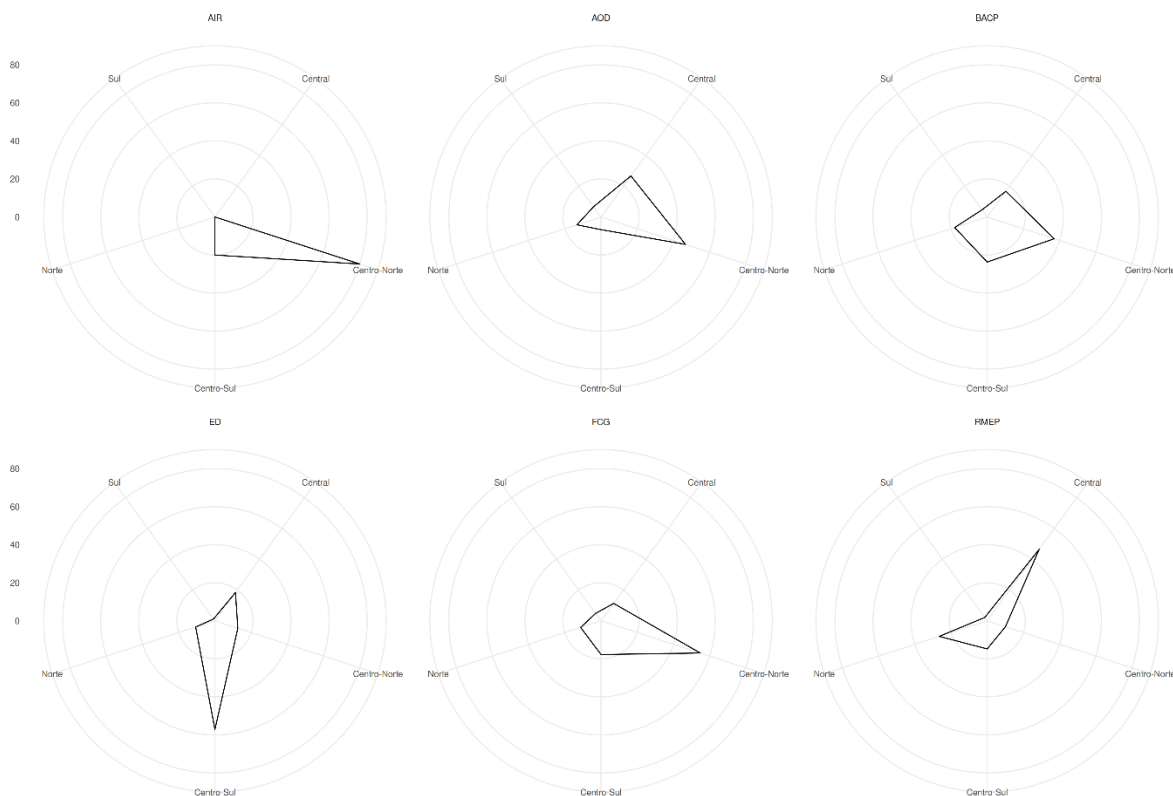 AIR
AOD
BACP
80
60
40
20
0
Sul
Central
Norte
Centro-Norte
Centro-Sul
Sul
Central
Norte
Centro-Norte
Centro-Sul
Sul
Central
Norte
Centro-Norte
Centro-Sul
ED
FCG
RMEP
80
60
40
20
0
Sul
Central
Norte
Centro-Norte
Centro-Sul
Sul
Central
Norte
Centro-Norte
Centro-Sul
Sul
Central
Norte
Centro-Norte
Centro-Sul